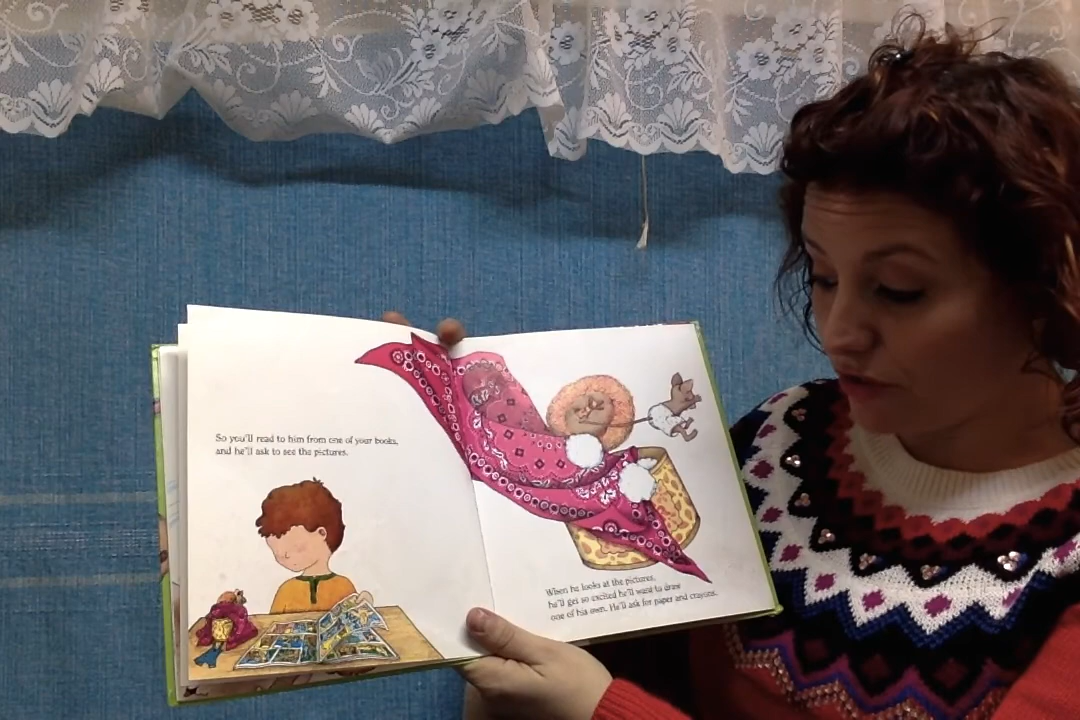 So you'll read to him from one of your books,
and he'll ask to see the pictures.
When he looks at the pictures,
he'll get so excited he'll want to draw
one of his own. He'll ask for paper and crayons.